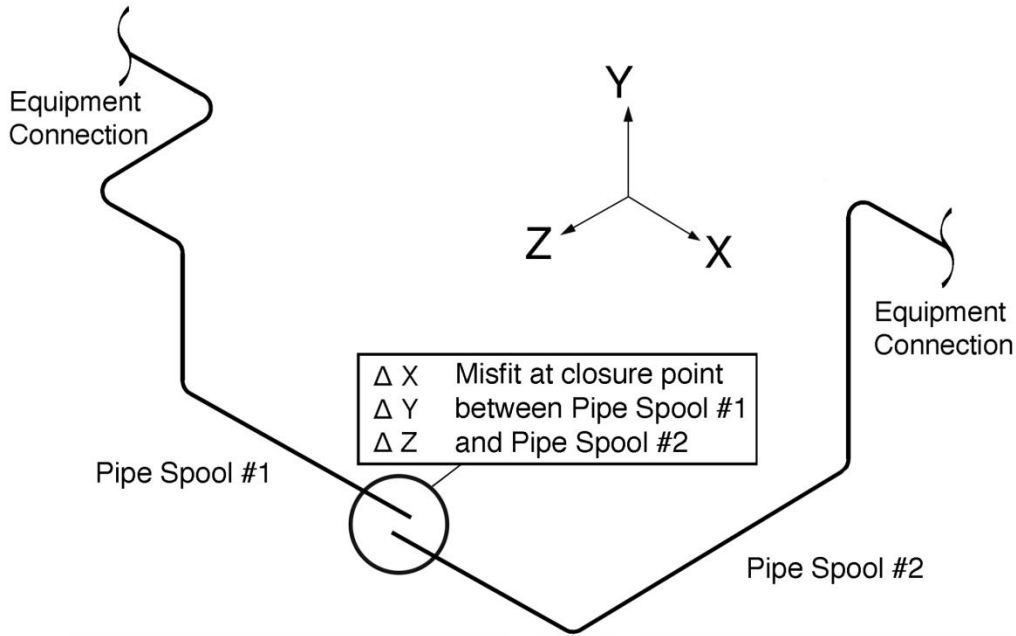 Equipment
Connection
Y
Z
X
Δ X Misfit at closure point
Δ Y between Pipe Spool #1
Δ Z and Pipe Spool #2
Equipment
Connection
Pipe Spool #1
Pipe Spool #2